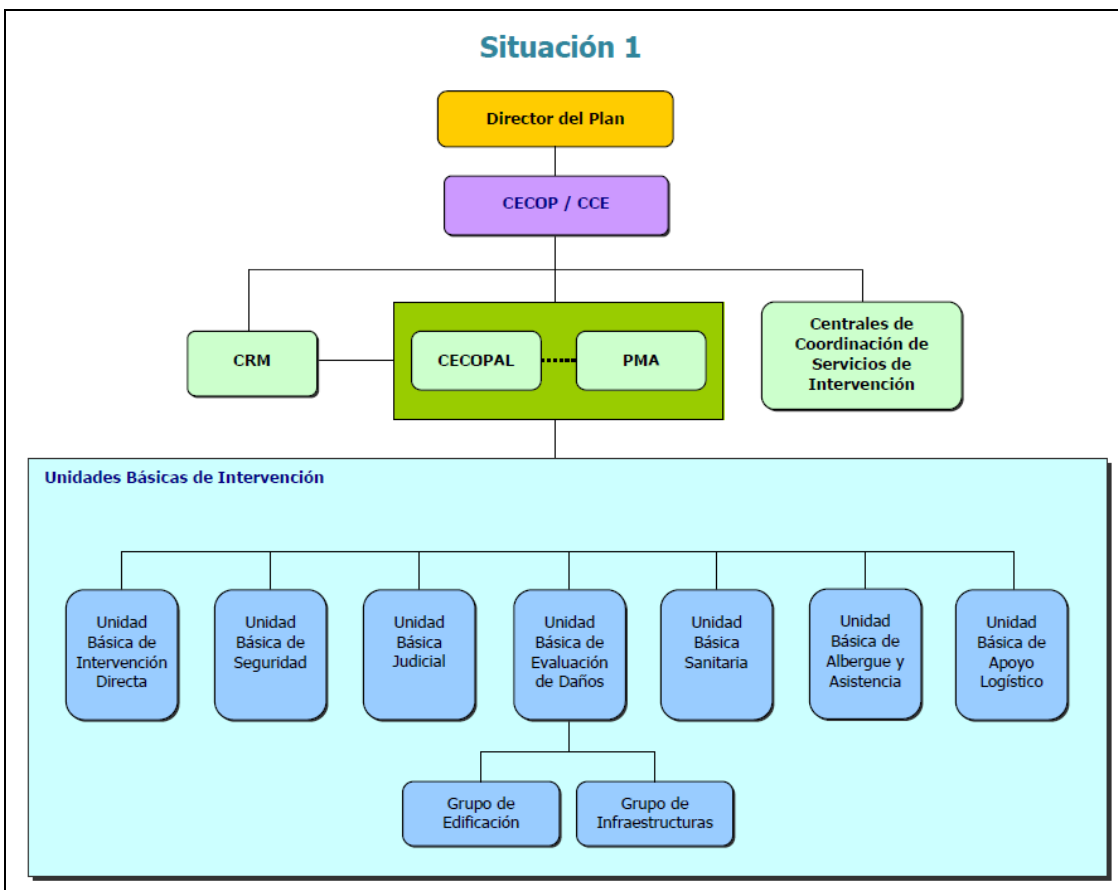 Situación 1
Director del Plan
CECOP / CCE
CRM
CECOPAL
PMA
Centrales de
Coordinación de
Servicios de
Intervención
Unidades Básicas de Intervención
Unidad
Básica de
Intervención
Directa
Unidad
Básica de
Seguridad
Unidad
Básica
Judicial
Unidad
Básica de
Evaluación
de Daños
Unidad
Básica
Sanitaria
Unidad
Básica de
Albergue y
Asistencia
Unidad
Básica de
Apoyo
Logístico
Grupo de
Edificación
Grupo de
Infraestructuras